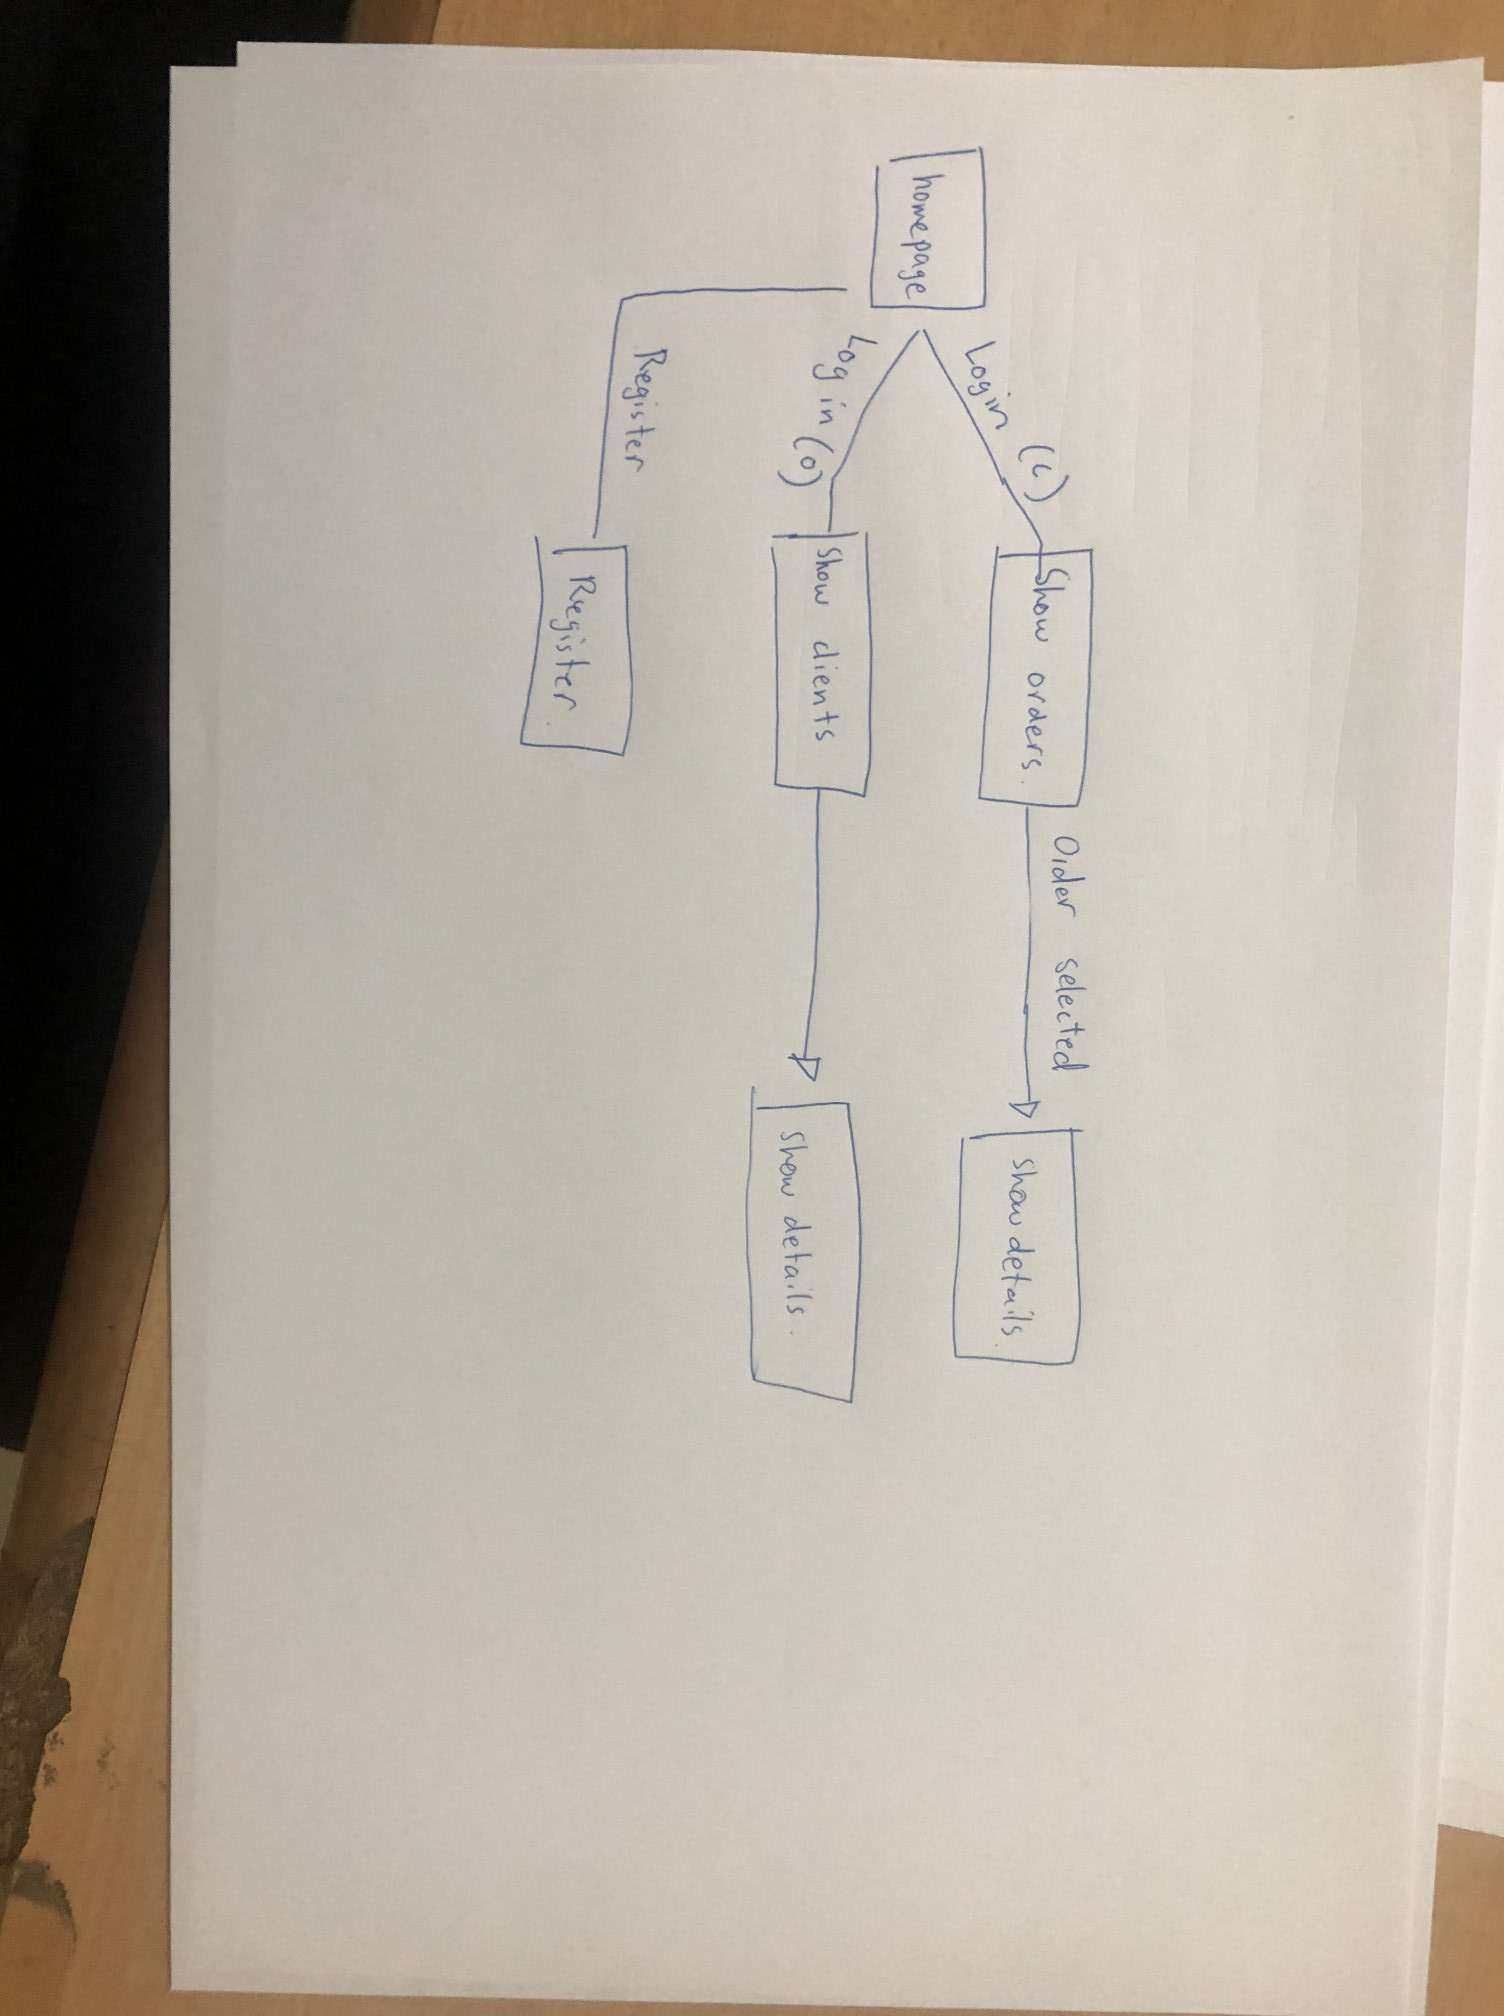 Login (C)
Show orders.
Order selected
Show details.
homepage
Log in (O)
Show clients
Show details.
Register
Register.